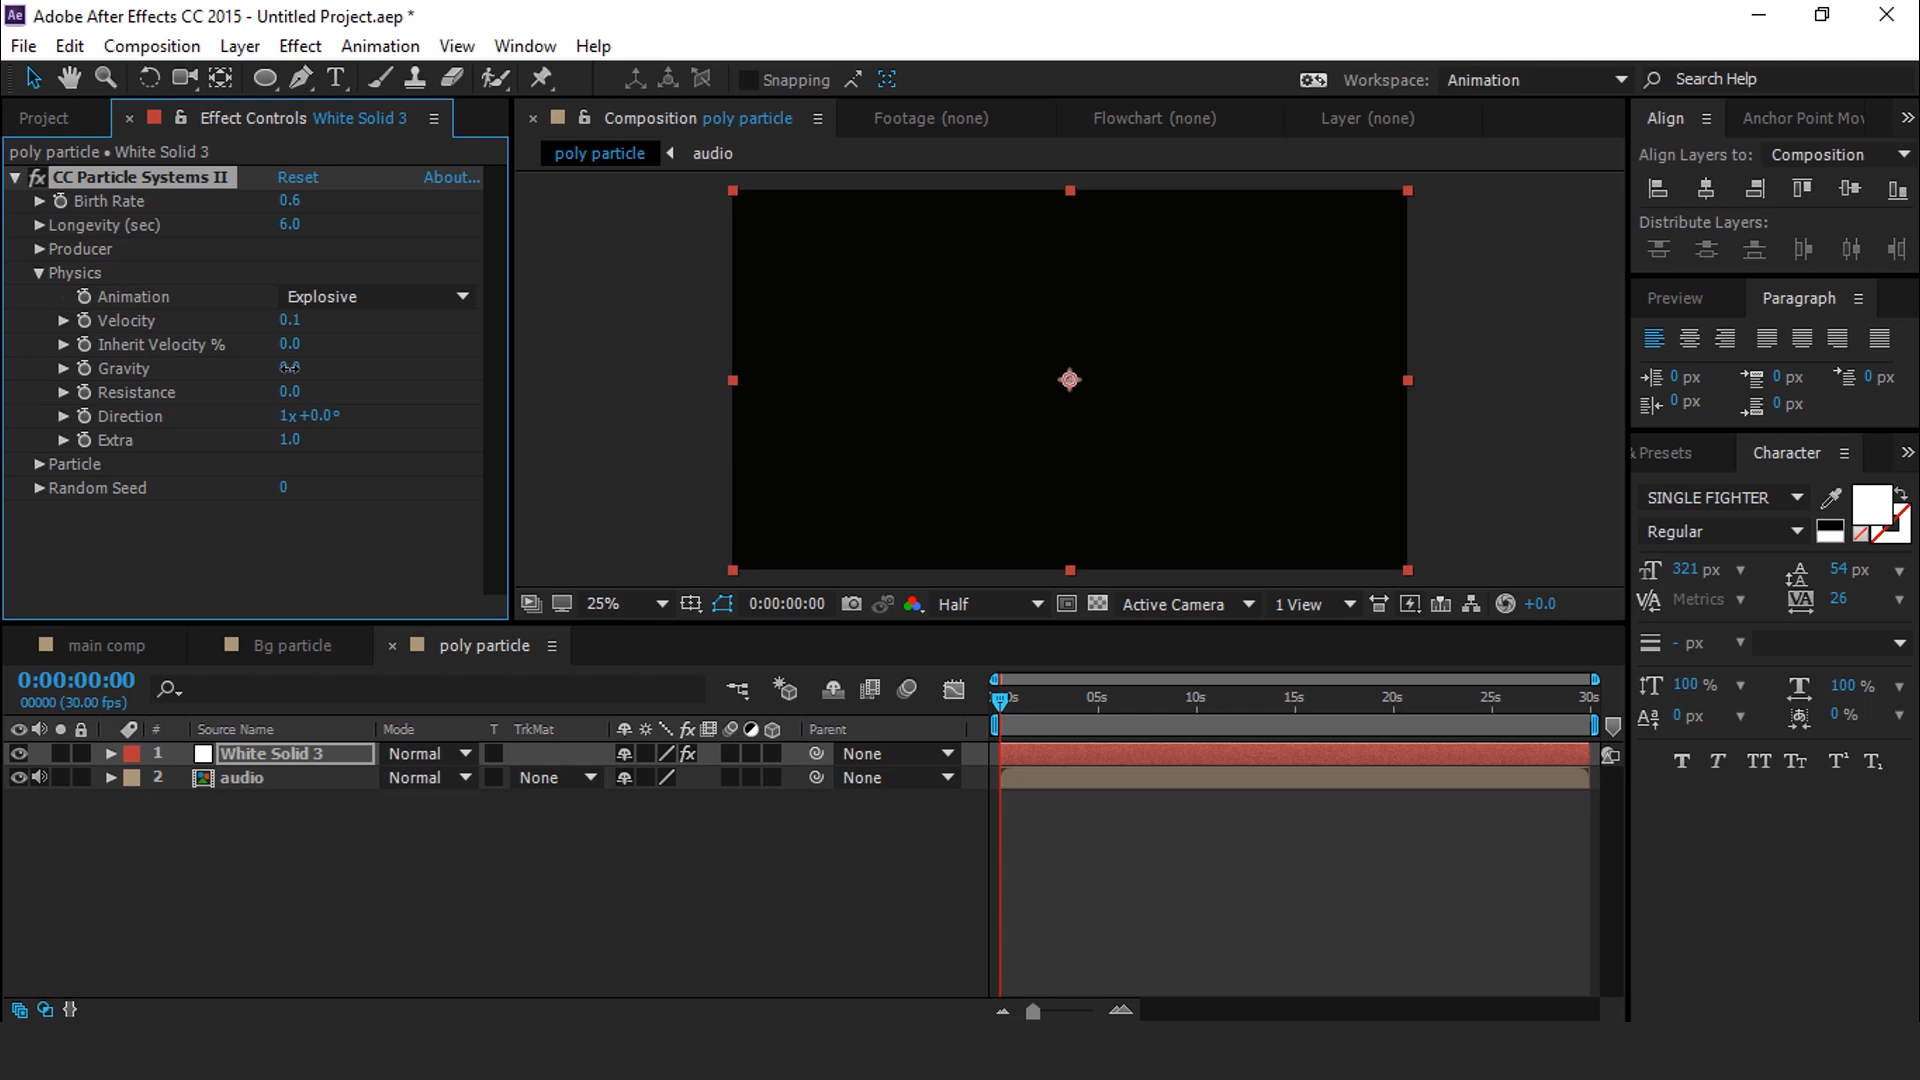 Ae Adobe After Effects CC 2015 - Untitled Project.aep *
File Edit Composition Layer Effect Animation View Window Help
T Snapping Workspace: Animation Search Help
Project × Effect Controls White Solid 3
× Composition poly particle Footage (none) Flowchart (none) Layer (none)
Align Anchor Point Mov
poly particle • White Solid 3
poly particle audio
Align Layers to: Composition
fx CC Particle Systems II Reset About...
Birth Rate 0.6
Longevity (sec) 6.0
Producer
Physics
Animation Explosive
Velocity 0.1
Inherit Velocity % 0.0
Gravity
Resistance 0.0
Direction 1x+0.0°
Extra 1.0
Particle
Random Seed 0
Distribute Layers:
Preview Paragraph
0 px 0 px 0 px
0 px 0 px
& Presets Character
SINGLE FIGHTER
Regular
321 px 54 px
Metrics 26
- px
100 % 100 %
0 px 0 %
T T TT Tt T¹ T₁
25% 0:00:00:00 Half Active Camera 1 View +0.0
main comp Bg particle × poly particle
0:00:00:00
00000 (30.00 fps)
05s 10s 15s 20s 25s 30s
# Source Name Mode T TrkMat fx Parent
1 White Solid 3 Normal fx None
2 audio Normal None None